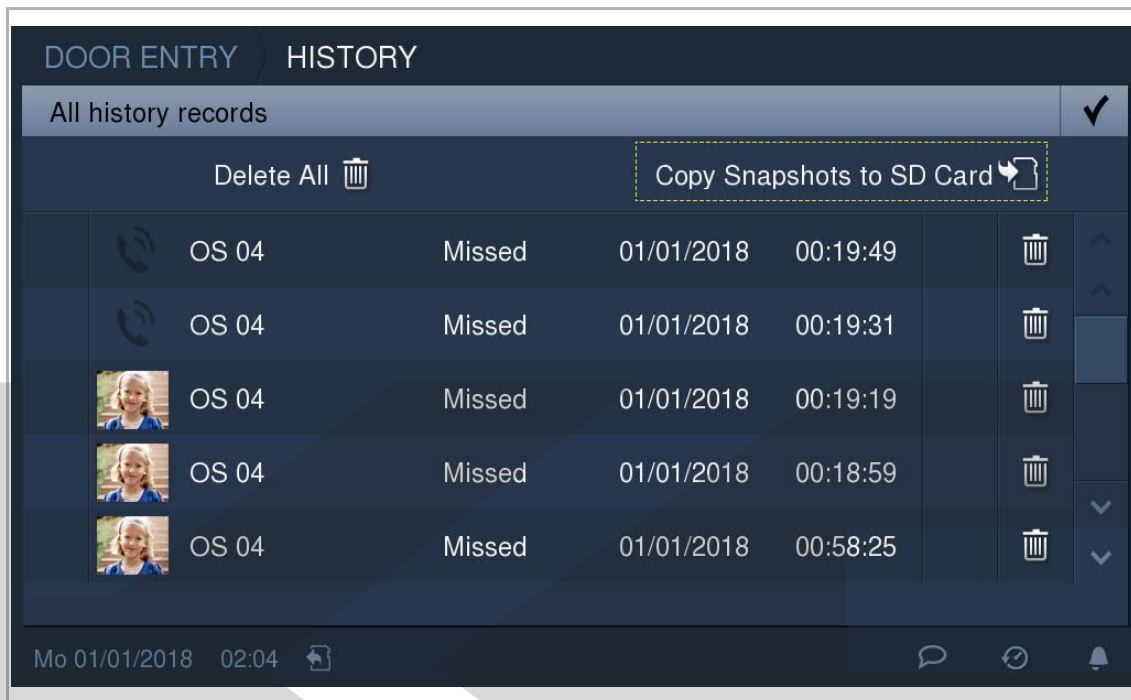 DOOR ENTRY HISTORY
All history records
Delete All Copy Snapshots to SD Card
OS 04 Missed 01/01/2018 00:19:49
OS 04 Missed 01/01/2018 00:19:31
OS 04 Missed 01/01/2018 00:19:19
OS 04 Missed 01/01/2018 00:18:59
OS 04 Missed 01/01/2018 00:58:25
Mo 01/01/2018 02:04